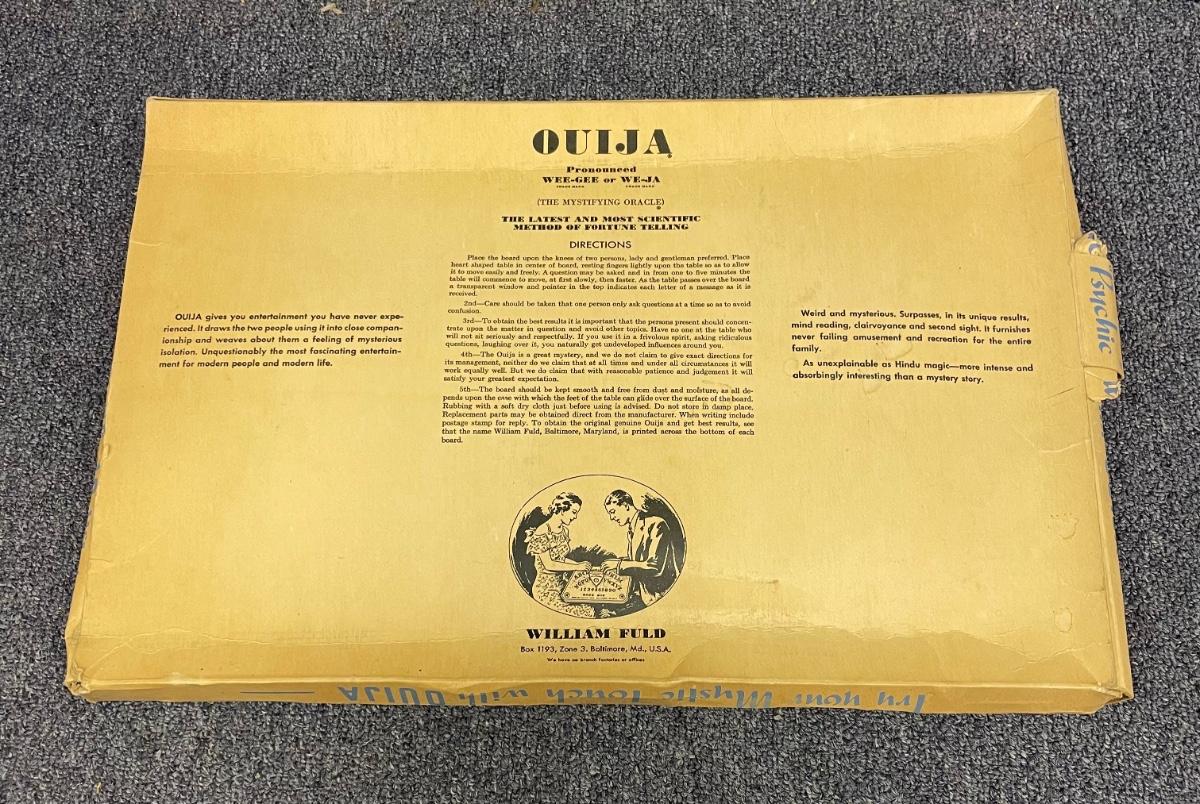 OUIJA®
Pronounced
WEE-GEE or WE-JA
TRADE MARK TRADE MARK
(THE MYSTIFYING ORACLE)
®
THE LATEST AND MOST SCIENTIFIC
METHOD OF FORTUNE TELLING
DIRECTIONS
Place the board upon the knees of two persons, lady and gentleman preferred. Place
heart shaped table in center of board, resting fingers lightly upon the table so as to allow
it to move easily and freely. A question may be asked and in from one to five minutes the
table will commence to move, at first slowly, then faster. As the table passes over the board
a transparent window and pointer in the top indicates each letter of a message as it is
received.
2nd—Care should be taken that one person only ask questions at a time so as to avoid
confusion.
3rd—To obtain the best results it is important that the persons present should concen-
trate upon the matter in question and avoid other topics. Have no one at the table who
will not sit seriously and respectfully. If you use it in a frivolous spirit, asking ridiculous
questions, laughing over it, you naturally get undeveloped influences around you.
4th—The Ouija is a great mystery, and we do not claim to give exact directions for
its management, neither do we claim that at all times and under all circumstances it will
work equally well. But we do claim that with reasonable patience and judgement it will
satisfy your greatest expectation.
5th—The board should be kept smooth and free from dust and moisture, as all de-
pends upon the ease with which the feet of the table can glide over the surface of the board.
Rubbing with a soft dry cloth just before using is advised. Do not store in damp place.
Replacement parts may be obtained direct from the manufacturer. When writing include
postage stamp for reply. To obtain the original genuine Ouija and get best results, see
that the name William Fuld, Baltimore, Maryland, is printed across the bottom of each
board.
OUIJA gives you entertainment you have never expe-
rienced. It draws the two people using it into close compan-
ionship and weaves about them a feeling of mysterious
isolation. Unquestionably the most fascinating entertain-
ment for modern people and modern life.
Weird and mysterious. Surpasses, in its unique results,
mind reading, clairvoyance and second sight. It furnishes
never failing amusement and recreation for the entire
family.
As unexplainable as Hindu magic—more intense and
absorbingly interesting than a mystery story.
1234567890
WILLIAM FULD
Box 1193, Zone 3, Baltimore, Md., U.S.A.
We have no branch factories or offices
Try your Mystic Touch with OUIJA
Psychic